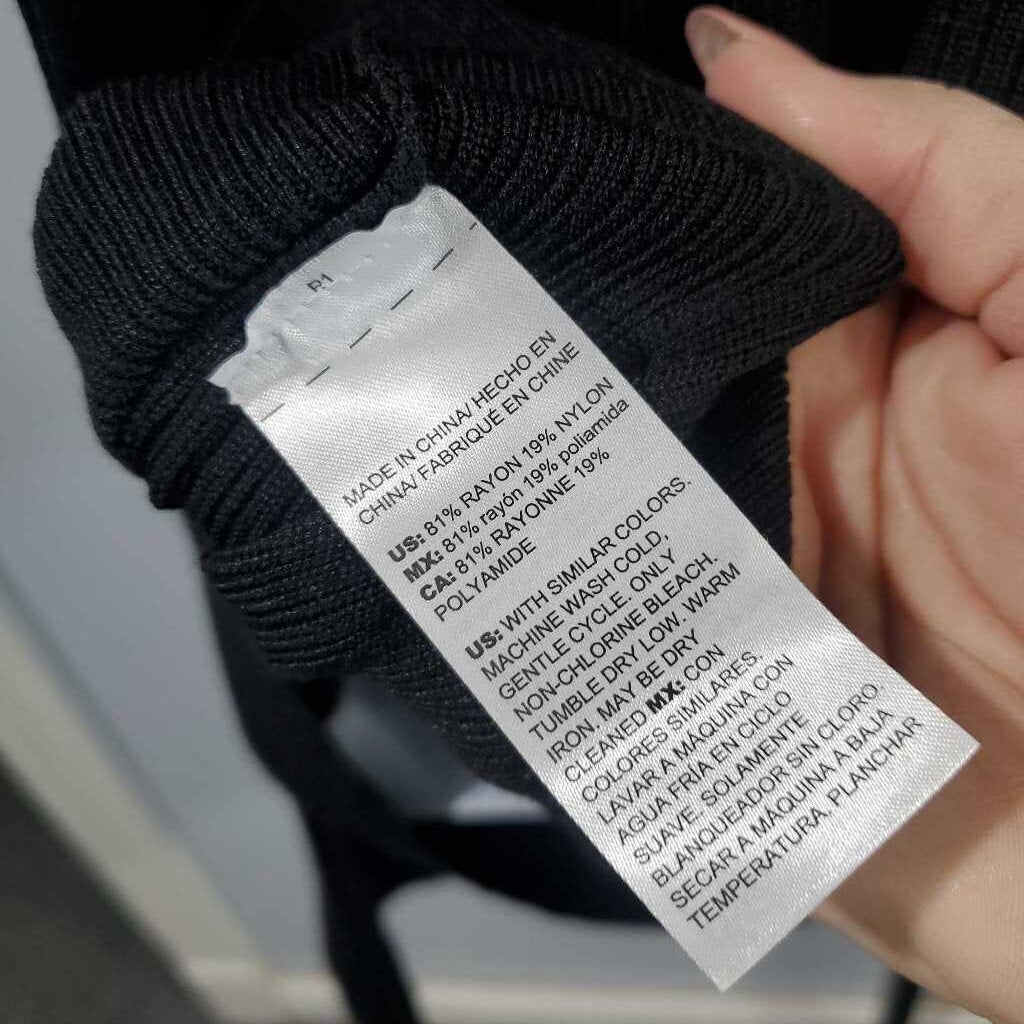 R1
MADE IN CHINA/ HECHO EN
CHINA/ FABRIQUÉ EN CHINE
US: 81% RAYON 19% NYLON
MX: 81% rayón 19% poliamida
CA: 81% RAYONNE 19%
POLYAMIDE
US: WITH SIMILAR COLORS.
MACHINE WASH COLD,
GENTLE CYCLE. ONLY
NON-CHLORINE BLEACH.
TUMBLE DRY LOW. WARM
IRON. MAY BE DRY
CLEANED MX: CON
COLORES SIMILARES.
LAVAR A MÁQUINA CON
AGUA FRÍA EN CICLO
SUAVE. SOLAMENTE
BLANQUEADOR SIN CLORO.
SECAR A MÁQUINA A BAJA
TEMPERATURA. PLANCHAR